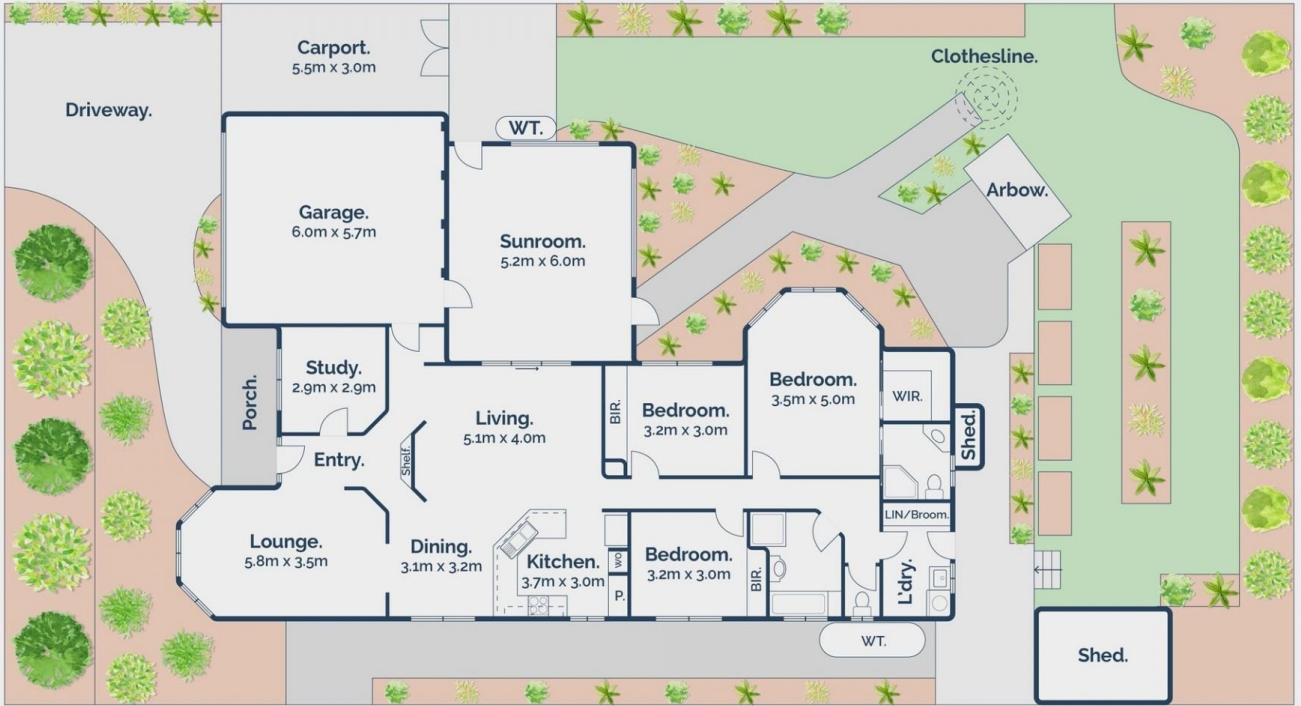 Carport.
5.5m x 3.0m
Clothesline.
Driveway.
WT.
Garage.
6.0m x 5.7m
Sunroom.
5.2m x 6.0m
Arbow.
Study.
2.9m x 2.9m
Porch.
Living.
5.1m x 4.0m
BIR.
Bedroom.
3.2m x 3.0m
Bedroom.
3.5m x 5.0m
WIR.
Shed.
Entry.
Shelf.
LIN/Broom.
Lounge.
5.8m x 3.5m
Dining.
3.1m x 3.2m
Kitchen.
3.7m x 3.0m
WO
P.
Bedroom.
3.2m x 3.0m
BIR.
L'dry.
WT.
Shed.